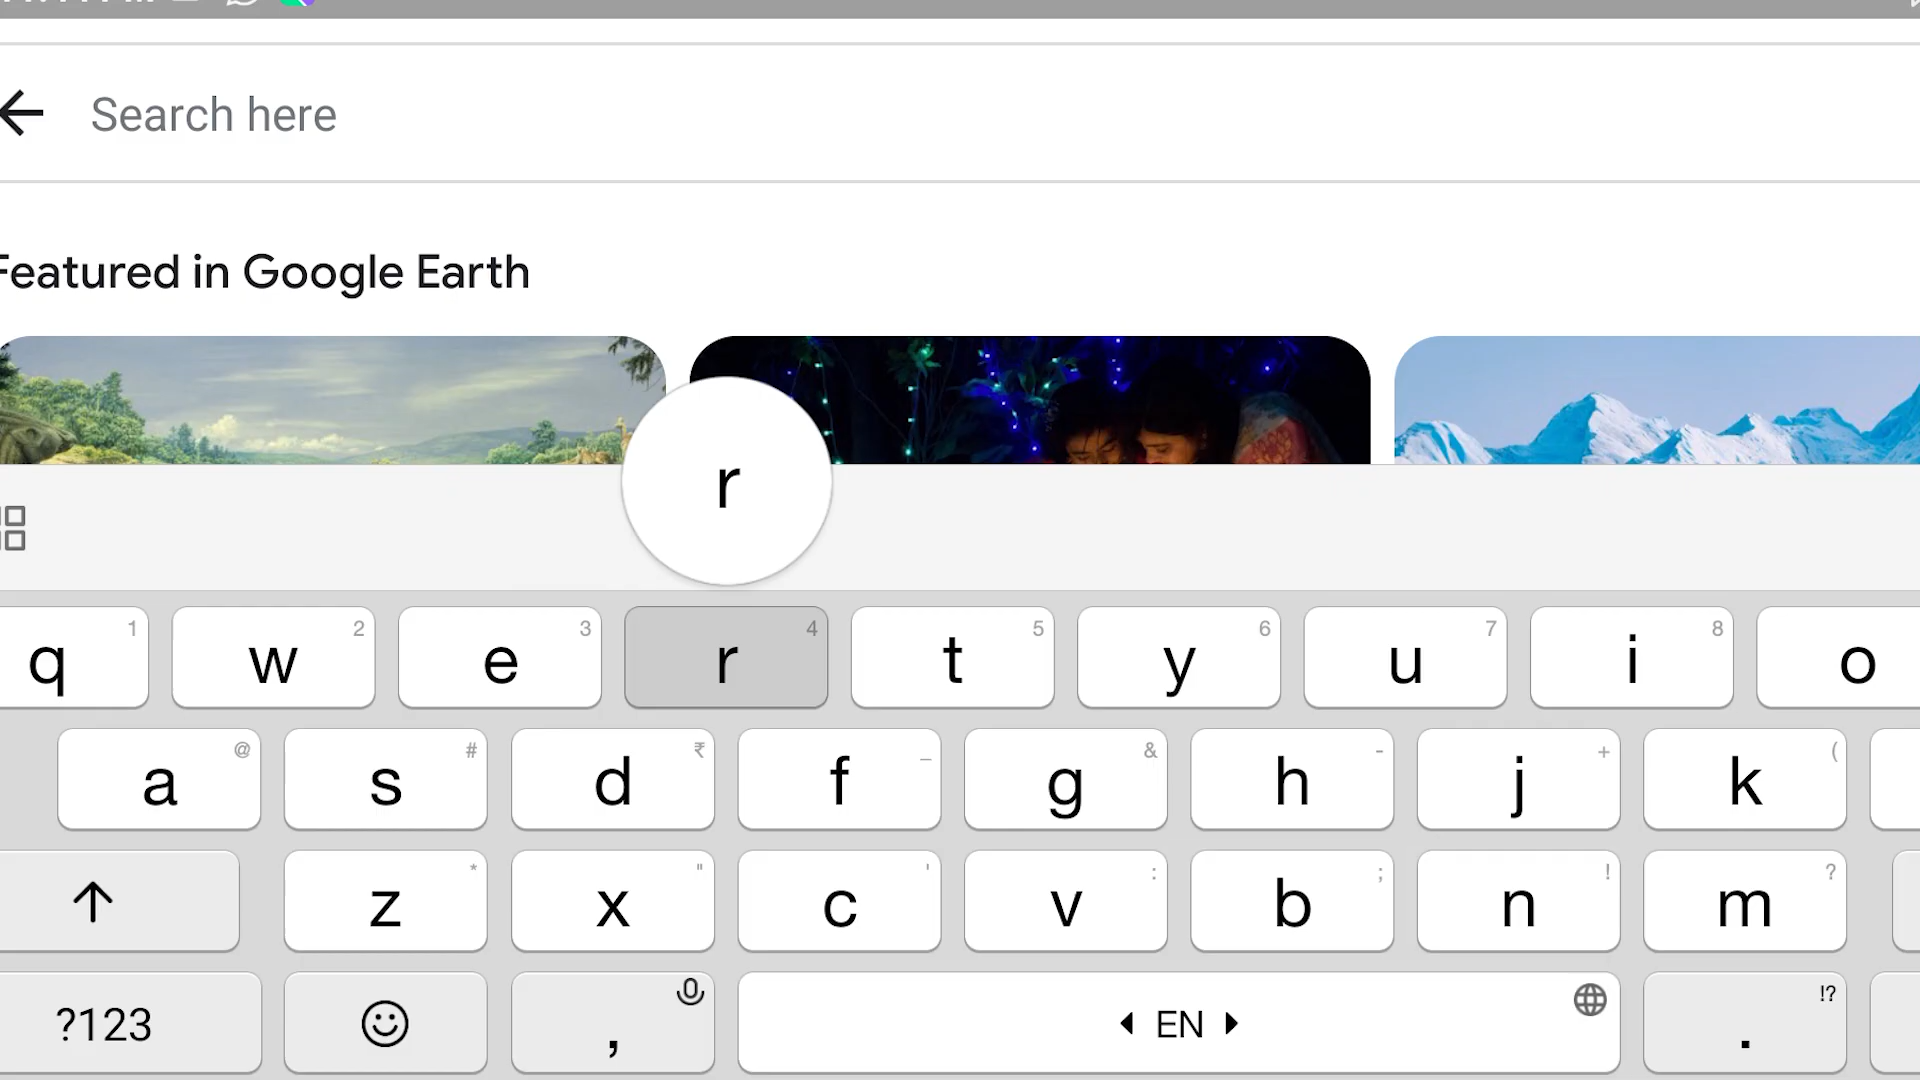 Search here
Featured in Google Earth
r
q 1 w 2 e 3 r 4 t 5 y 6 u 7 i 8 o
a @ s # d ₹ f _ g & h - j + k (
z * x " c ' v : b ; n ! m ?
?123 , EN . !?